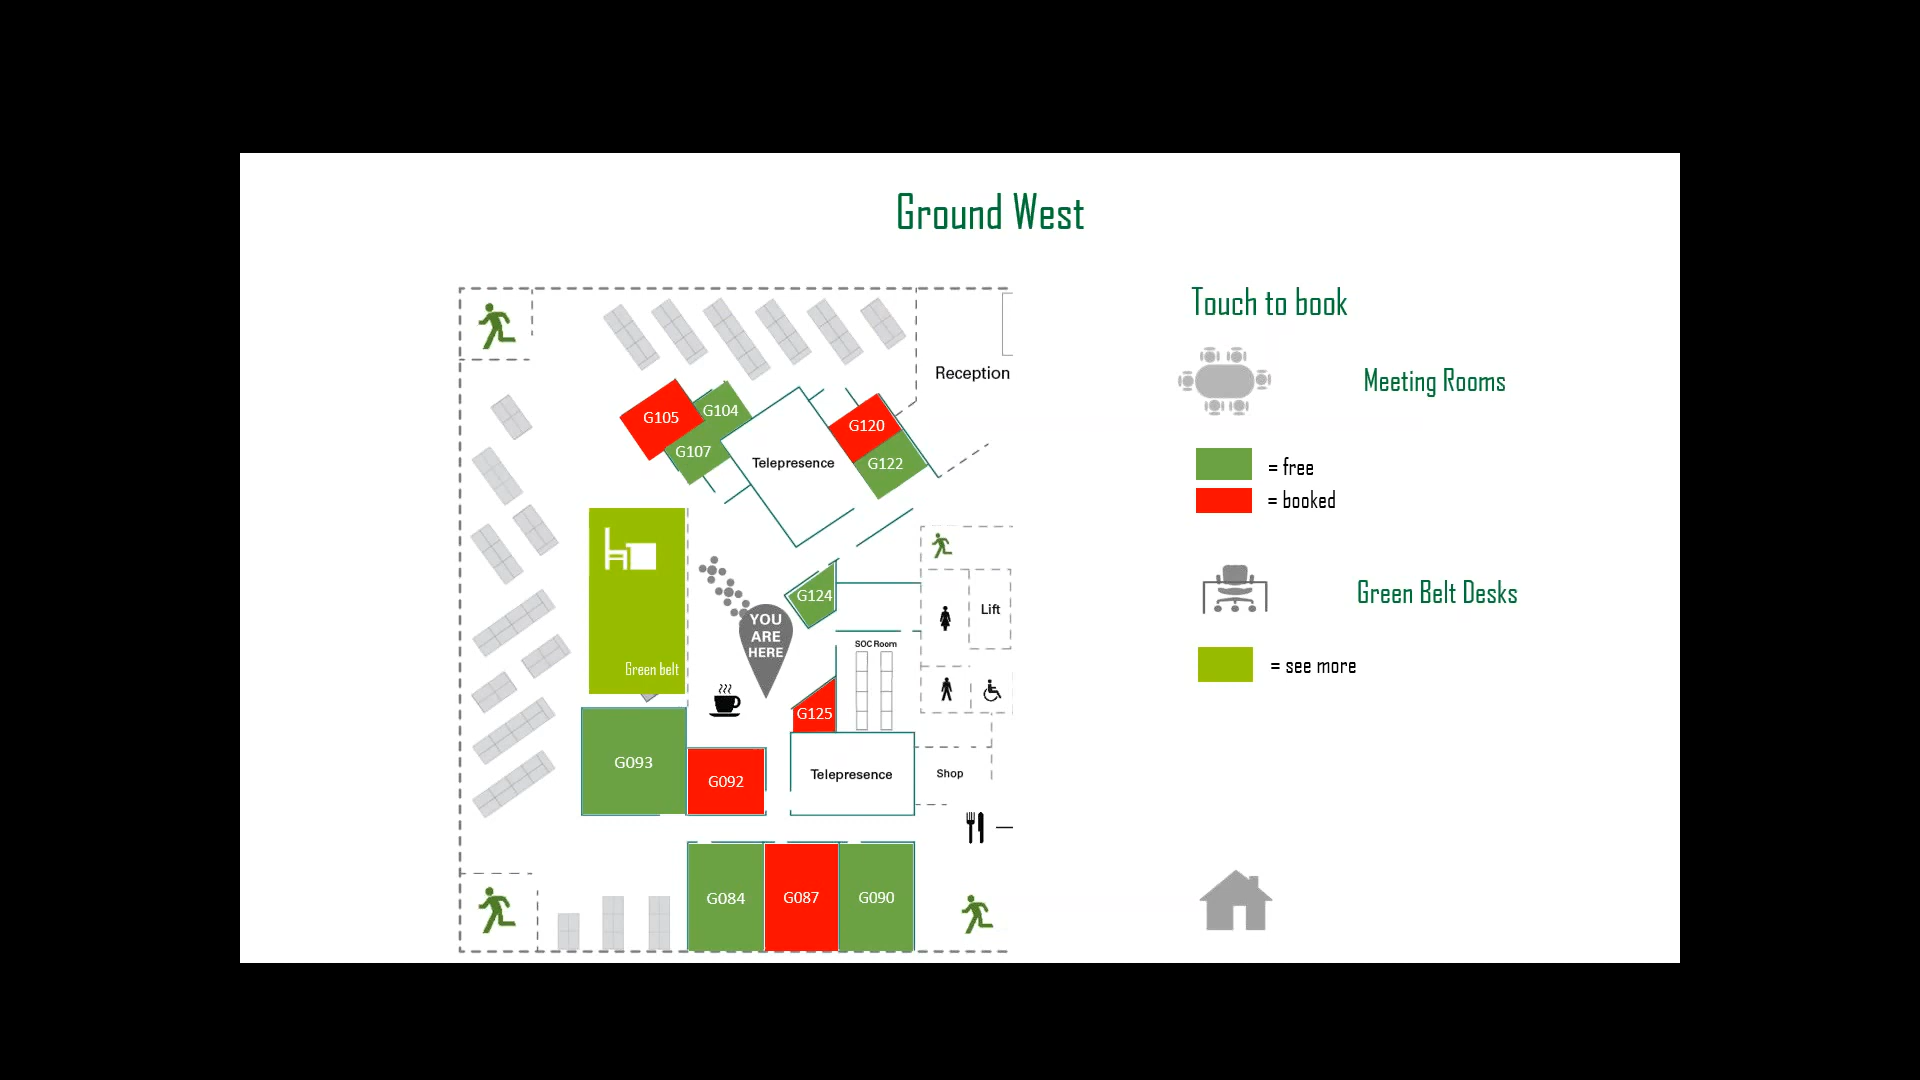 Ground West
Touch to book
Reception
Meeting Rooms
G105
G104
G120
G107
Telepresence
G122
= free
= booked
G124
Lift
Green Belt Desks
YOU
ARE
HERE
SOC Room
Green belt
= see more
G125
G093
G092
Telepresence
Shop
G084
G087
G090